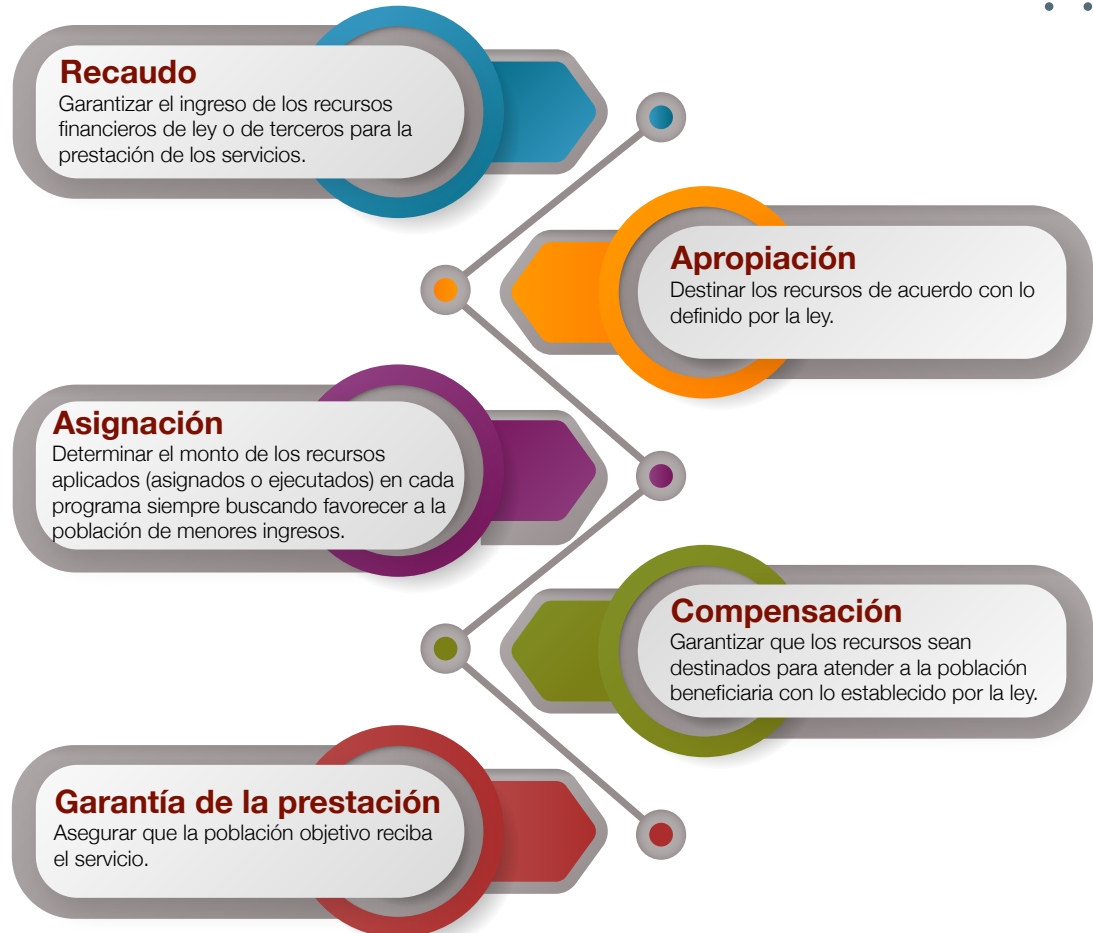 Recaudo
Garantizar el ingreso de los recursos
financieros de ley o de terceros para la
prestación de los servicios.
Apropiación
Destinar los recursos de acuerdo con lo
definido por la ley.
Asignación
Determinar el monto de los recursos
aplicados (asignados o ejecutados) en cada
programa siempre buscando favorecer a la
población de menores ingresos.
Compensación
Garantizar que los recursos sean
destinados para atender a la población
beneficiaria con lo establecido por la ley.
Garantía de la prestación
Asegurar que la población objetivo reciba
el servicio.